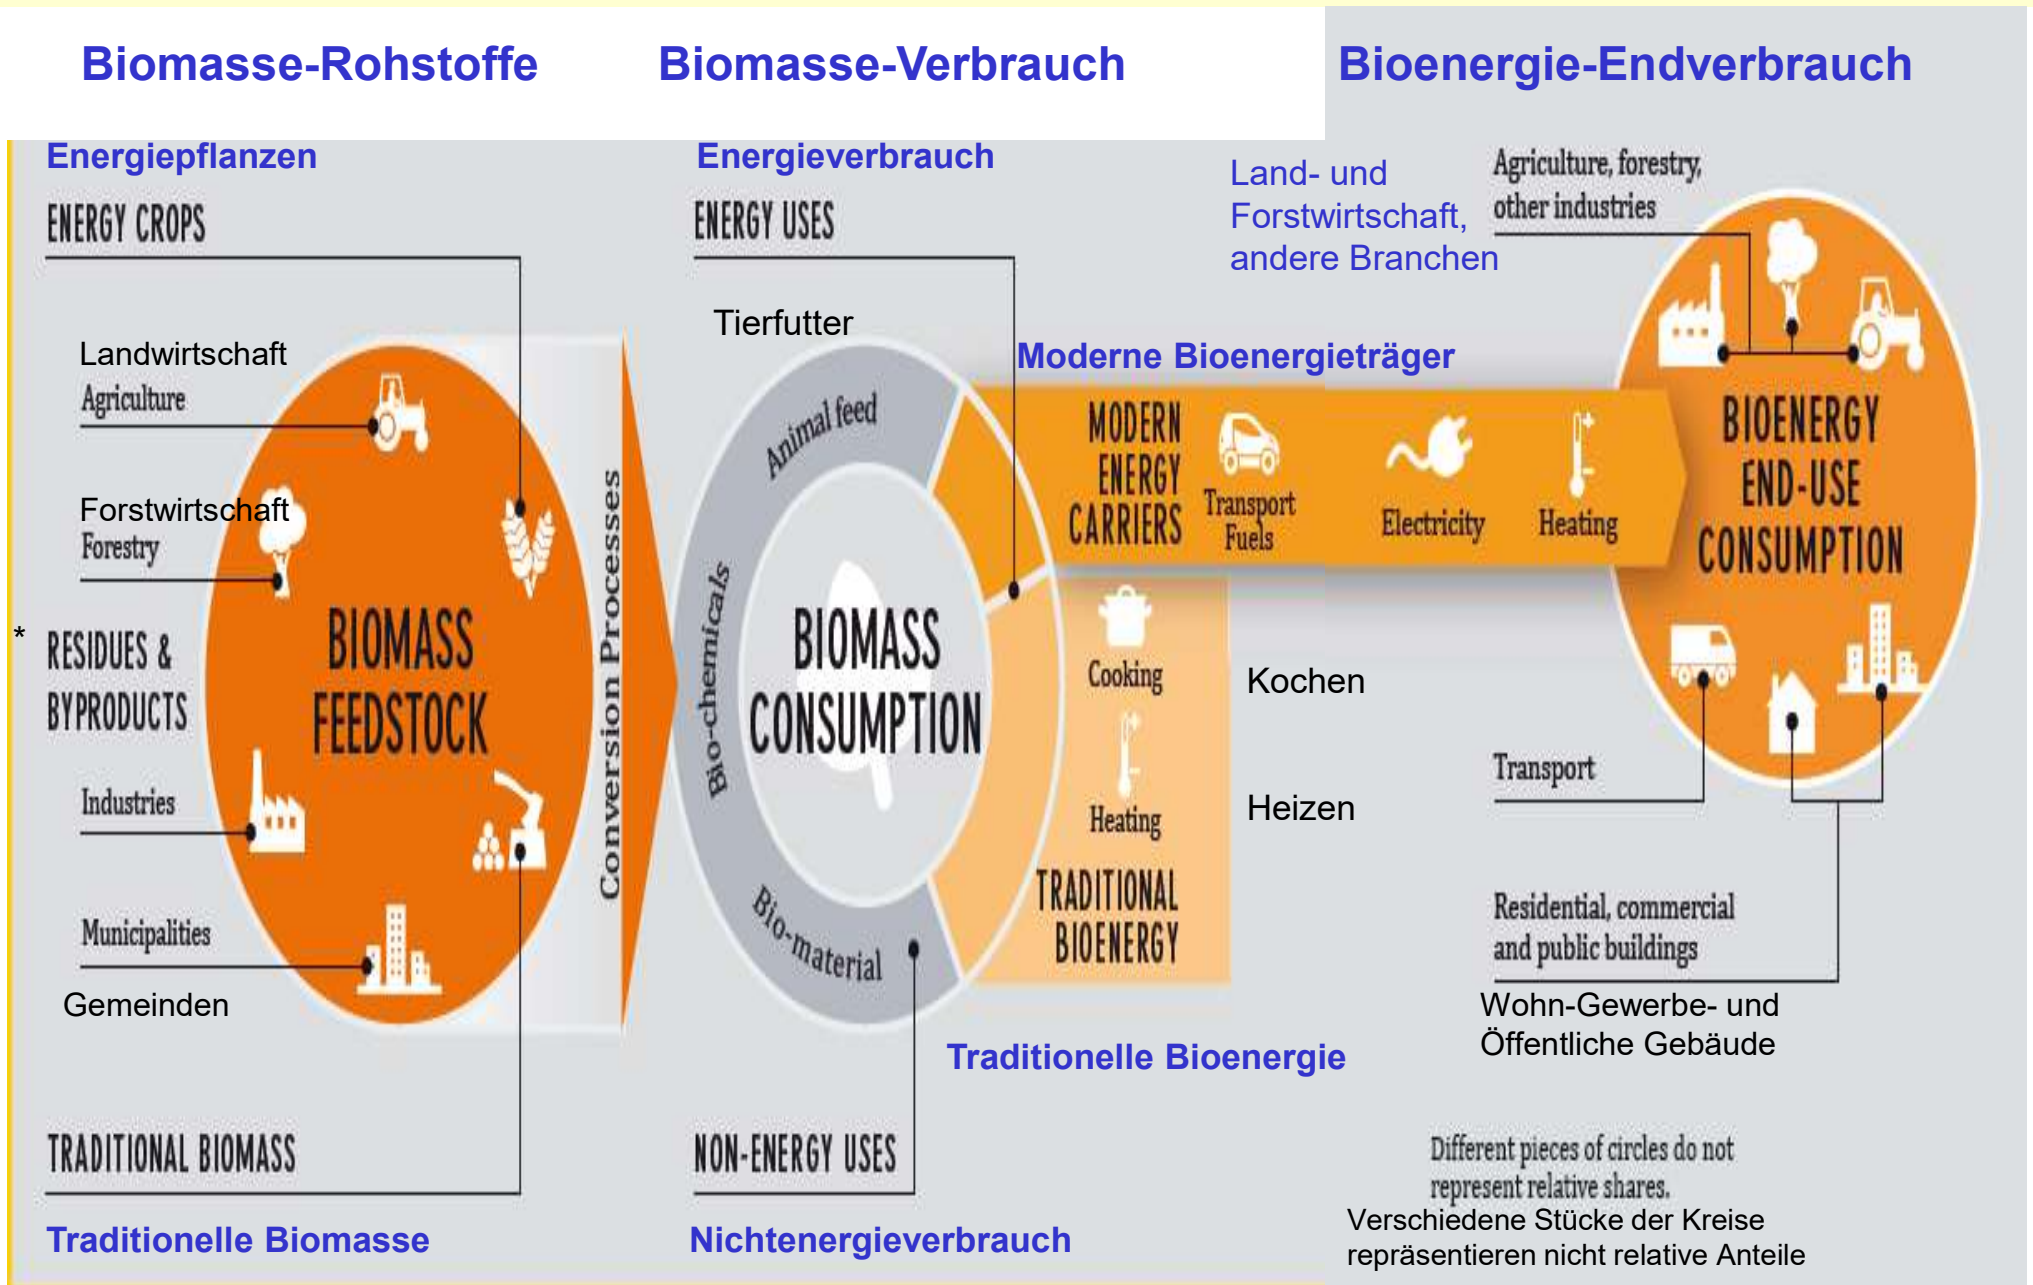 Biomasse-Rohstoffe
Biomasse-Verbrauch
Bioenergie-Endverbrauch
Energiepflanzen
ENERGY CROPS
Landwirtschaft
Agriculture
Forstwirtschaft
Forestry
*
RESIDUES &
BYPRODUCTS
Industries
Municipalities
Gemeinden
TRADITIONAL BIOMASS
Traditionelle Biomasse
BIOMASS
FEEDSTOCK
Conversion Processes
Energieverbrauch
ENERGY USES
Tierfutter
Animal feed
Bio-chemicals
Bio-material
BIOMASS
CONSUMPTION
NON-ENERGY USES
Nichtenergieverbrauch
Moderne Bioenergieträger
MODERN
ENERGY
CARRIERS
Transport
Fuels
Electricity
Heating
Cooking
Kochen
Heating
Heizen
TRADITIONAL
BIOENERGY
Traditionelle Bioenergie
Land- und
Forstwirtschaft,
andere Branchen
Agriculture, forestry,
other industries
BIOENERGY
END-USE
CONSUMPTION
Transport
Residential, commercial
and public buildings
Wohn-Gewerbe- und
Öffentliche Gebäude
Different pieces of circles do not
represent relative shares.
Verschiedene Stücke der Kreise
repräsentieren nicht relative Anteile